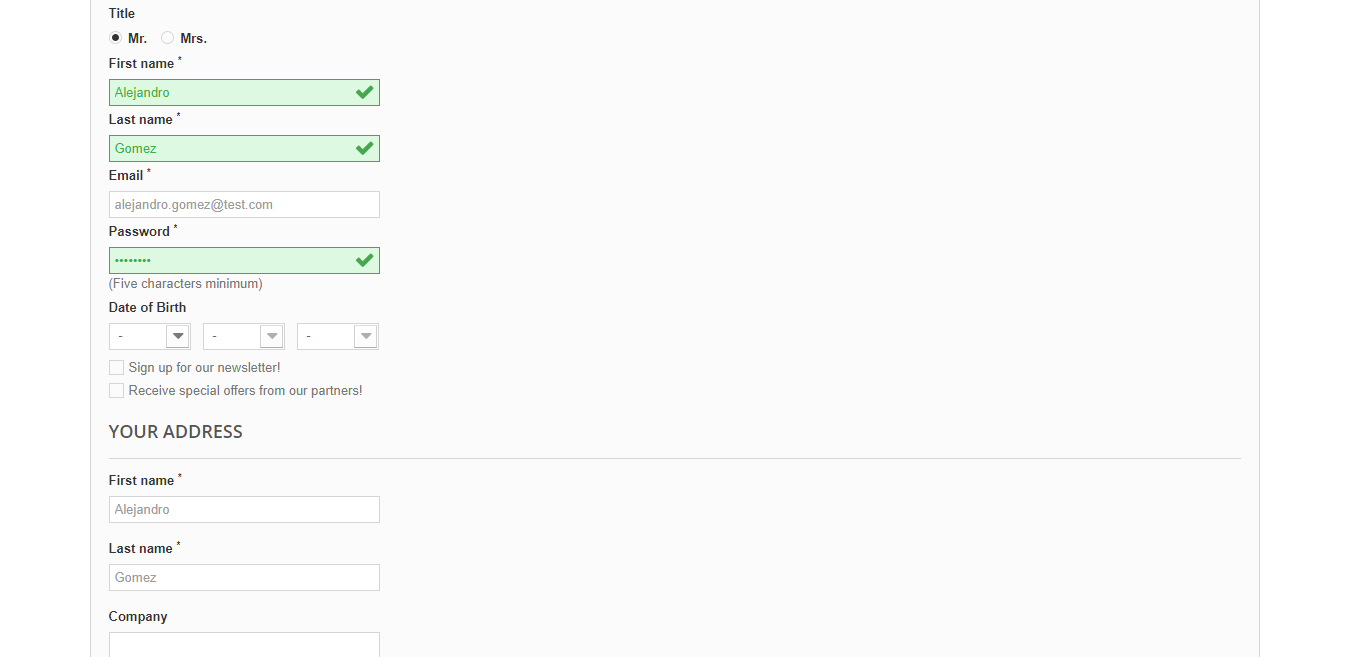 Title
Mr. Mrs.
First name *
Alejandro
Last name *
Gomez
Email *
alejandro.gomez@test.com
Password *
••••••••
(Five characters minimum)
Date of Birth
- - -
Sign up for our newsletter!
Receive special offers from our partners!
YOUR ADDRESS
First name *
Alejandro
Last name *
Gomez
Company